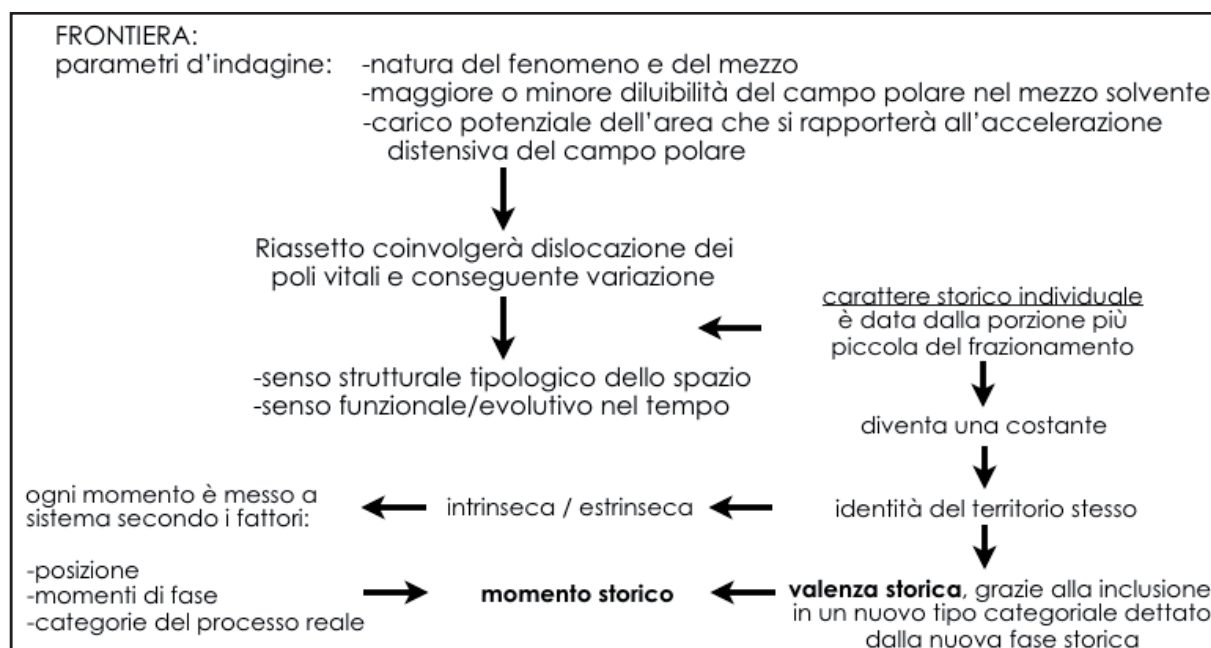 FRONTIERA:
parametri d’indagine: -natura del fenomeno e del mezzo
-maggiore o minore diluibilità del campo polare nel mezzo solvente
-carico potenziale dell’area che si rapporterà all’accelerazione
distensiva del campo polare
Riassetto coinvolgerà dislocazione dei
poli vitali e conseguente variazione
carattere storico individuale
è data dalla porzione più
piccola del frazionamento
-senso strutturale tipologico dello spazio
-senso funzionale/evolutivo nel tempo
diventa una costante
identità del territorio stesso
intrinseca / estrinseca
ogni momento è messo a
sistema secondo i fattori:
-posizione
-momenti di fase
-categorie del processo reale
momento storico
valenza storica, grazie alla inclusione
in un nuovo tipo categoriale dettato
dalla nuova fase storica